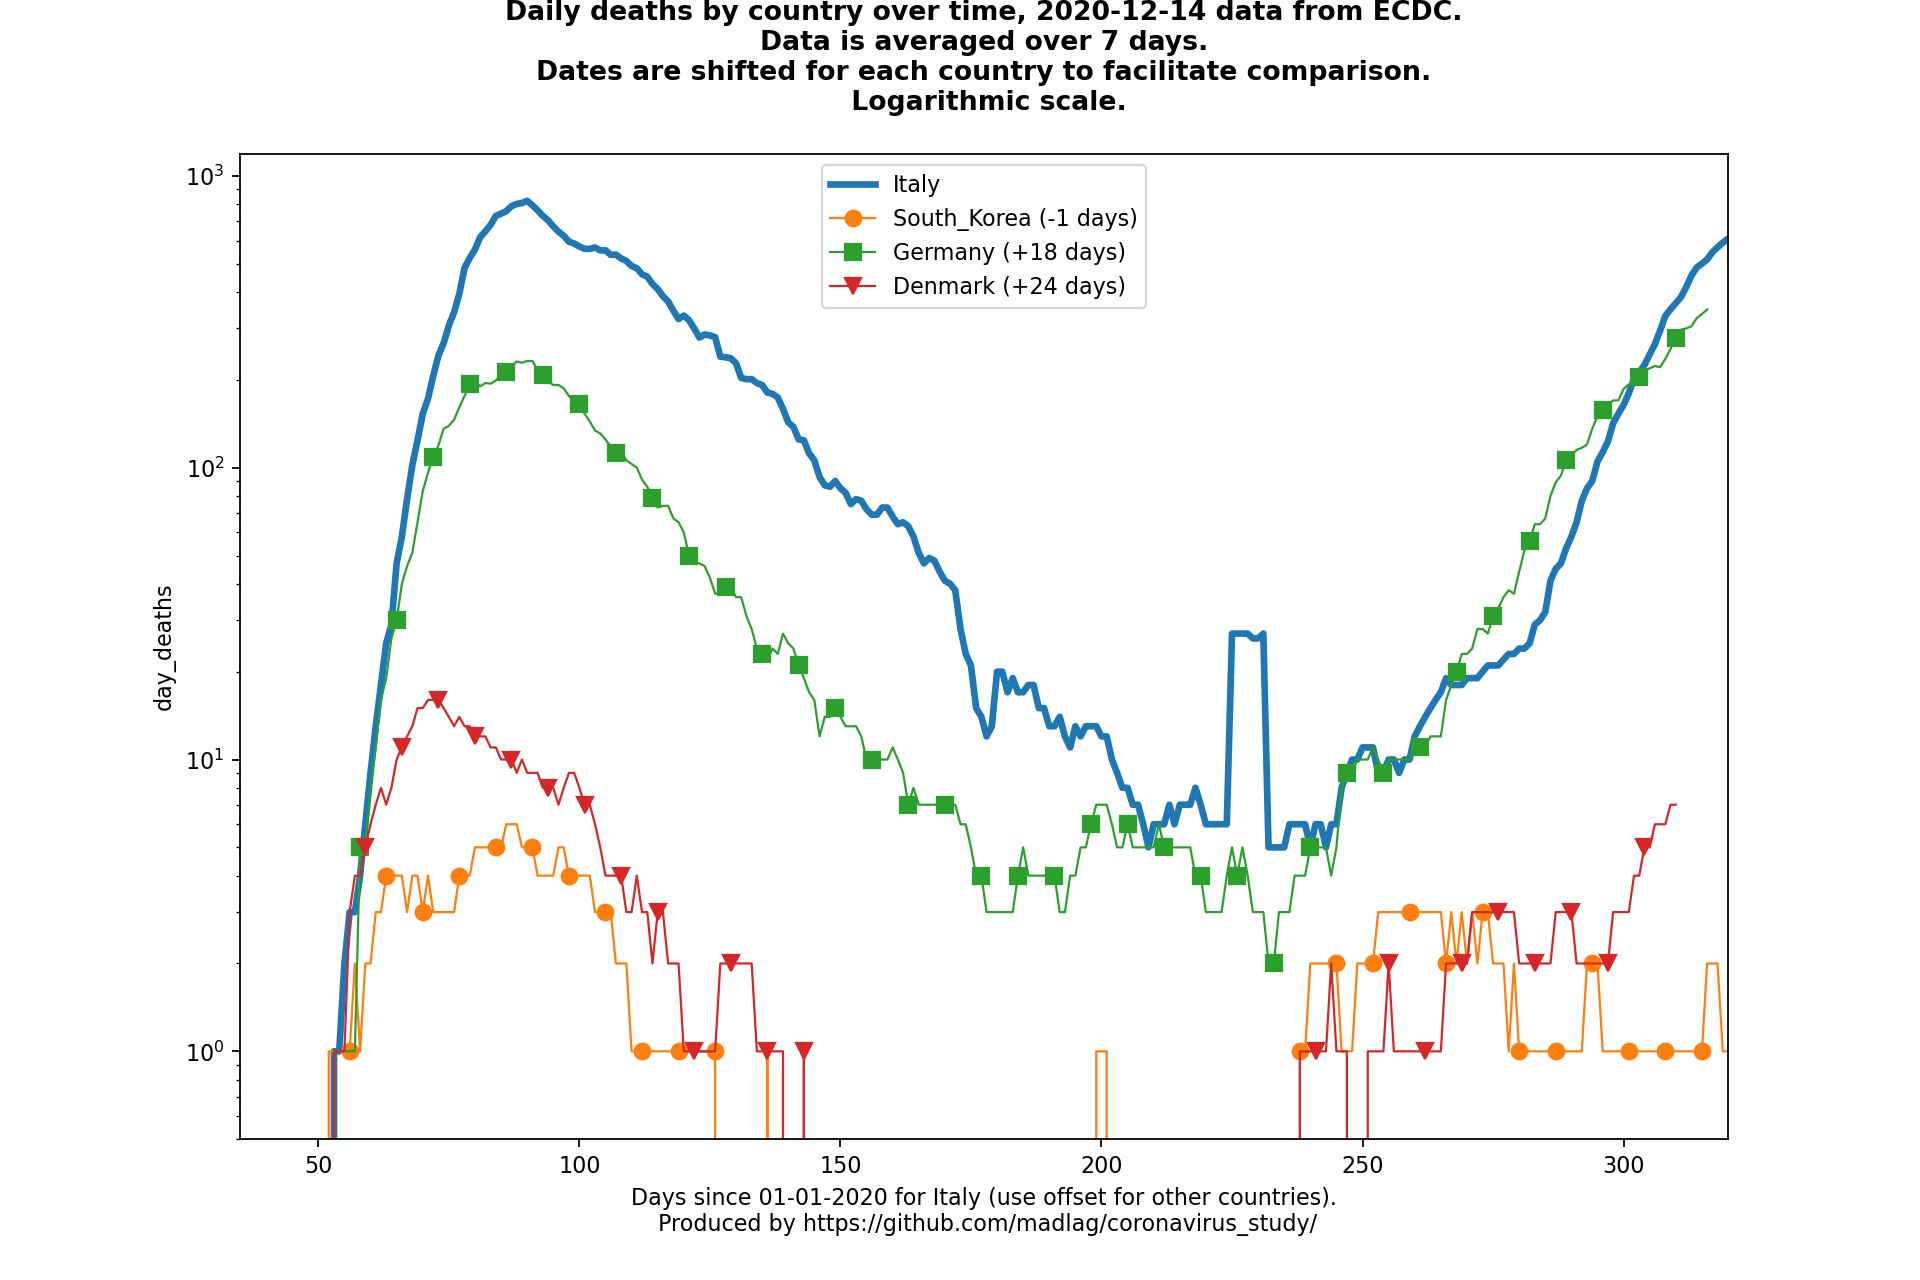 Daily deaths by country over time, 2020-12-14 data from ECDC.
Data is averaged over 7 days.
Dates are shifted for each country to facilitate comparison.
Logarithmic scale.
10³
10²
10¹
10⁰
day_deaths
Italy
South_Korea (-1 days)
Germany (+18 days)
Denmark (+24 days)
50 100 150 200 250 300
Days since 01-01-2020 for Italy (use offset for other countries).
Produced by https://github.com/madlag/coronavirus_study/